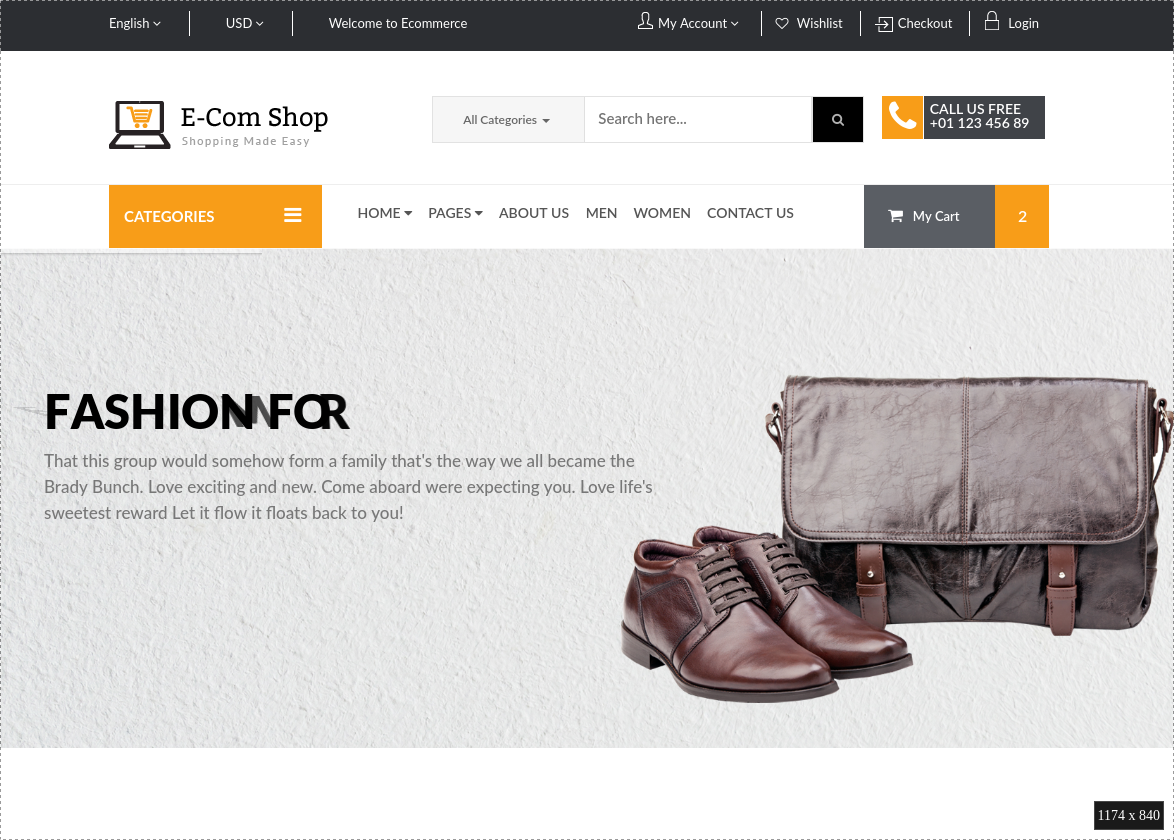 English
USD
Welcome to Ecommerce
My Account
Wishlist
Checkout
Login
E-Com Shop
Shopping Made Easy
All Categories
Search here...
CALL US FREE
+01 123 456 89
CATEGORIES
HOME
PAGES
ABOUT US
MEN
WOMEN
CONTACT US
My Cart
2
FASHION FOR
That this group would somehow form a family that's the way we all became the
Brady Bunch. Love exciting and new. Come aboard were expecting you. Love life's
sweetest reward Let it flow it floats back to you!
1174 x 840